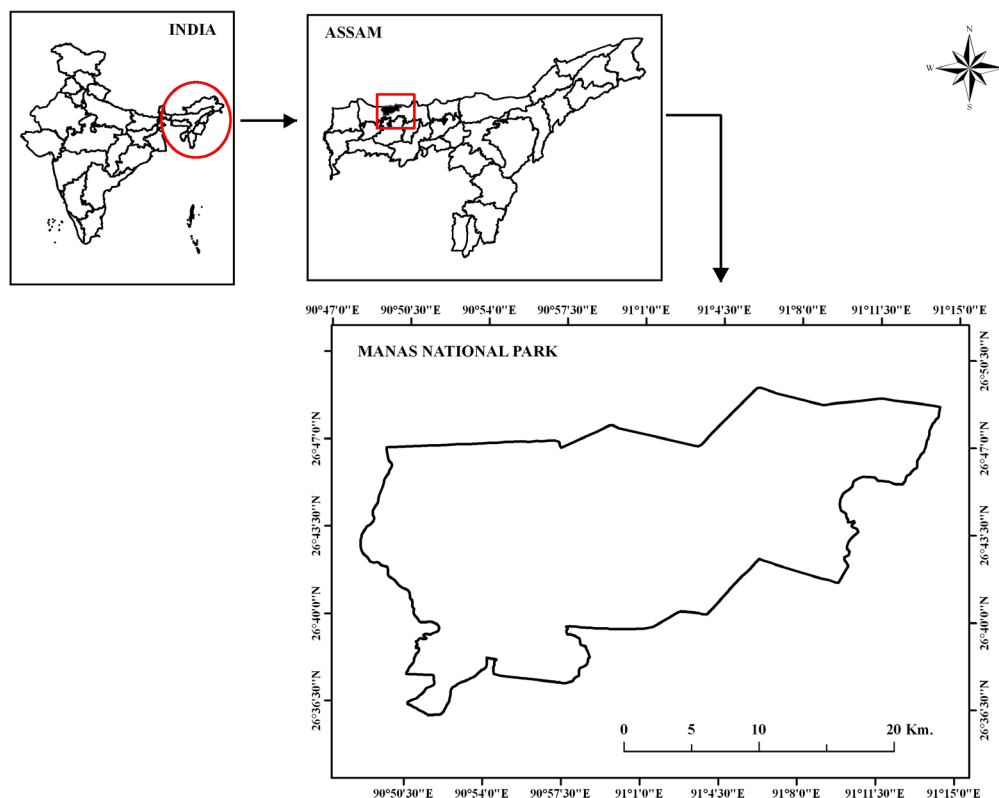 INDIA
ASSAM
N
W
S
90°47'0"E 90°50'30"E 90°54'0"E 90°57'30"E 91°1'0"E 91°4'30"E 91°8'0"E 91°11'30"E 91°15'0"E
MANAS NATIONAL PARK
26°50'30"N
26°47'0"N
26°47'0"N
26°43'30"N
26°43'30"N
26°40'0"N
26°40'0"N
26°36'30"N
26°36'30"N
0 5 10 20 Km.
90°50'30"E 90°54'0"E 90°57'30"E 91°1'0"E 91°4'30"E 91°8'0"E 91°11'30"E 91°15'0"E